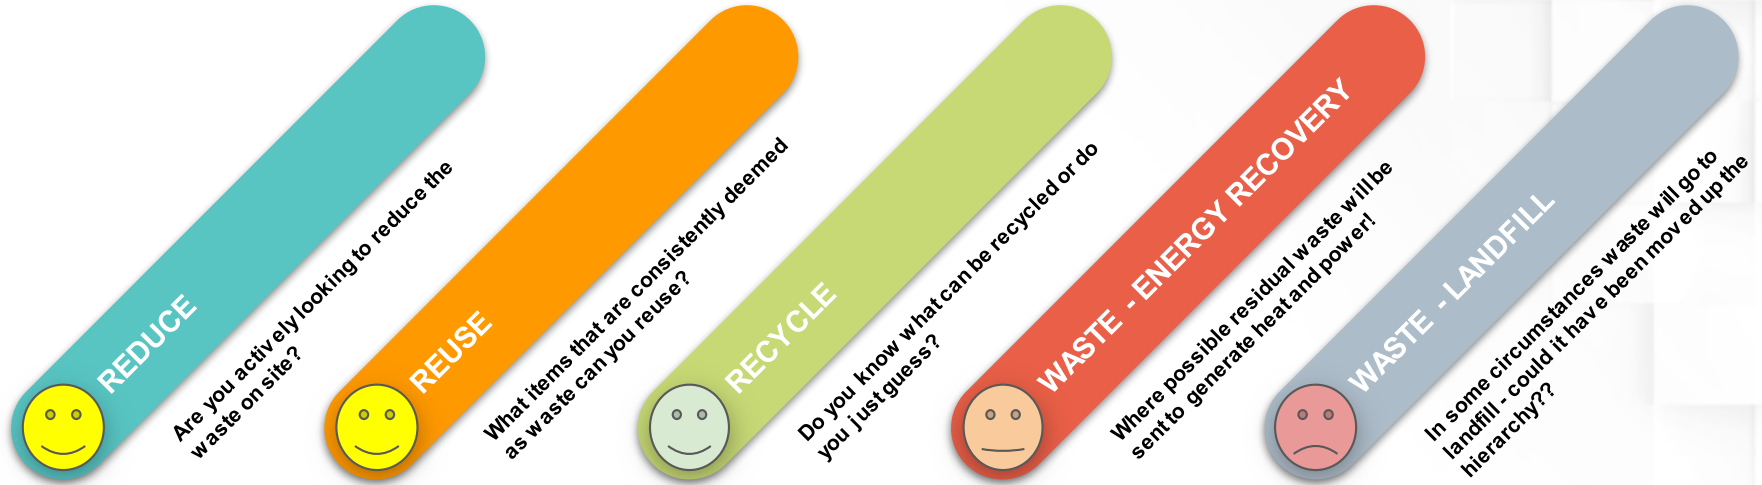 REDUCE
Are you actively looking to reduce the
waste on site?
REUSE
What items that are consistently deemed
as waste can you reuse?
RECYCLE
Do you know what can be recycled or do
you just guess?
WASTE - ENERGY RECOVERY
Where possible residual waste will be
sent to generate heat and power!
WASTE - LANDFILL
In some circumstances waste will go to
landfill - could it have been moved up the
hierarchy??